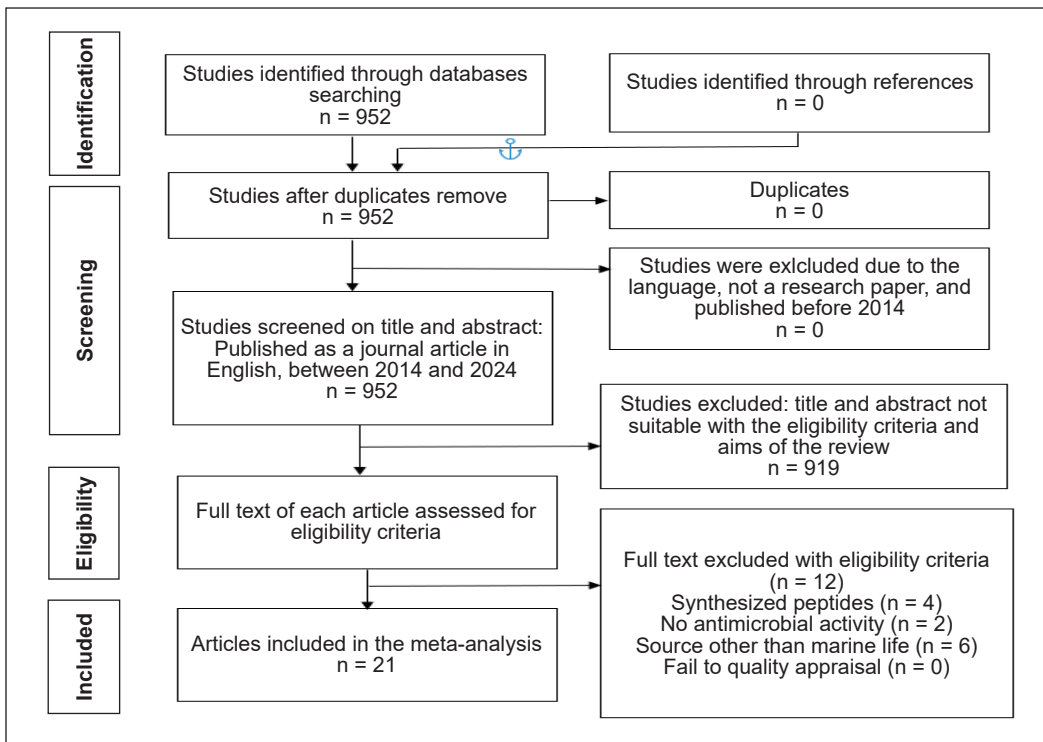 Identification
Studies identified through databases
searching
n = 952
Studies identified through references
n = 0
Screening
Studies after duplicates remove
n = 952
Duplicates
n = 0
Studies were exlcluded due to the
language, not a research paper, and
published before 2014
n = 0
Studies screened on title and abstract:
Published as a journal article in
English, between 2014 and 2024
n = 952
Studies excluded: title and abstract not
suitable with the eligibility criteria and
aims of the review
n = 919
Eligibility
Full text of each article assessed for
eligibility criteria
Full text excluded with eligibility criteria
(n = 12)
Synthesized peptides (n = 4)
No antimicrobial activity (n = 2)
Source other than marine life (n = 6)
Fail to quality appraisal (n = 0)
Included
Articles included in the meta-analysis
n = 21